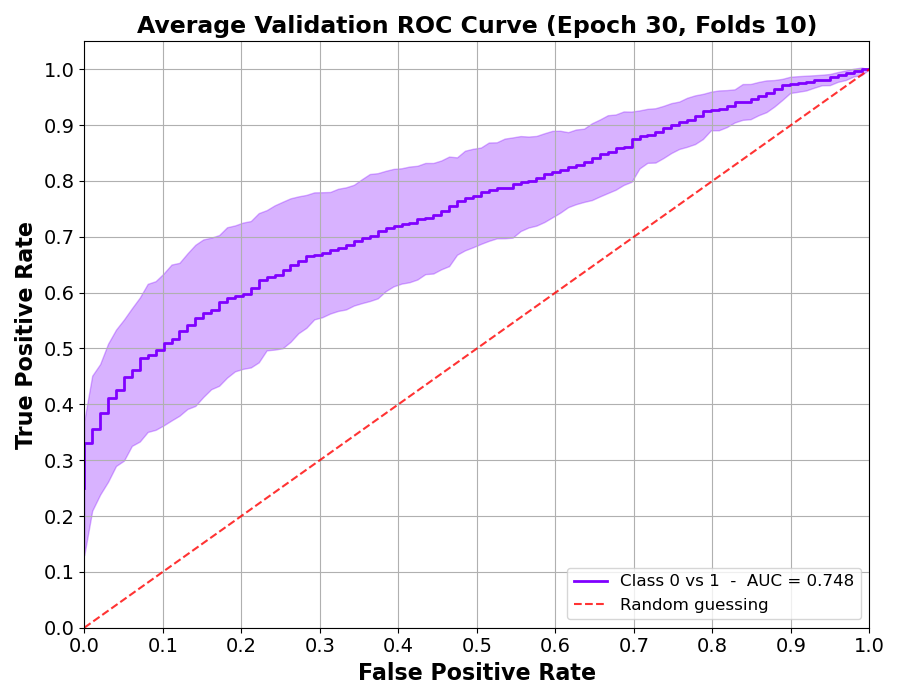 Average Validation ROC Curve (Epoch 30, Folds 10)
True Positive Rate
1.0
0.9
0.8
0.7
0.6
0.5
0.4
0.3
0.2
0.1
0.0
Class 0 vs 1 - AUC = 0.748
Random guessing
0.0 0.1 0.2 0.3 0.4 0.5 0.6 0.7 0.8 0.9 1.0
False Positive Rate